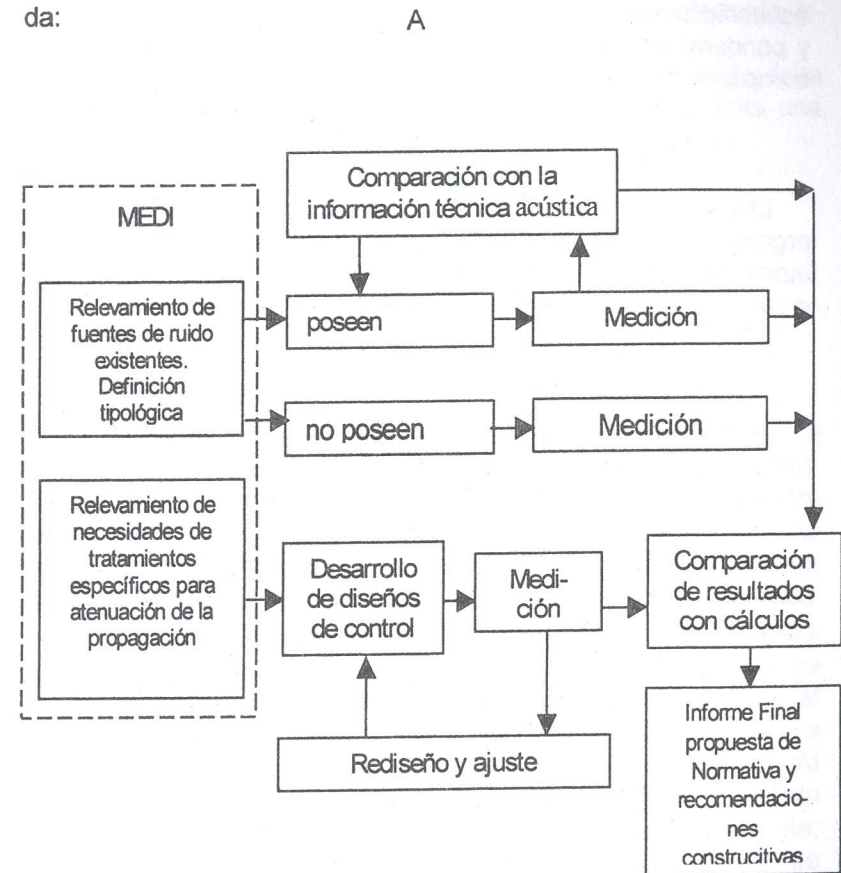 da:
A
Comparación con la
información técnica acústica
MEDI
Relevamiento de
fuentes de ruido
existentes.
Definición
tipológica
poseen
Medición
no poseen
Medición
Relevamiento de
necesidades de
tratamientos
específicos para
atenuación de la
propagación
Desarrollo
de diseños
de control
Medi-
ción
Comparación
de resultados
con cálculos
Rediseño y ajuste
Informe Final
propuesta de
Normativa y
recomendacio-
nes
construcitivas